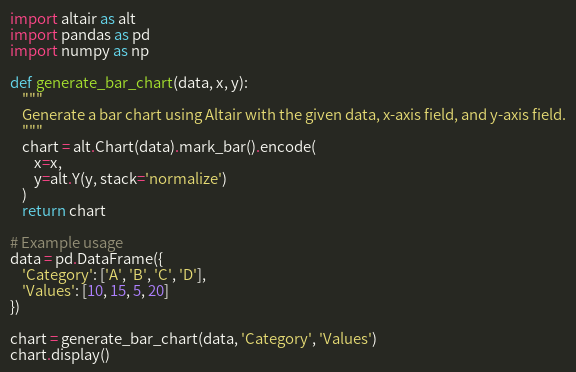 import altair as alt
import pandas as pd
import numpy as np
def generate_bar_chart(data, x, y):
"""
Generate a bar chart using Altair with the given data, x-axis field, and y-axis field.
"""
chart = alt.Chart(data).mark_bar().encode(
x=x,
y=alt.Y(y, stack='normalize')
)
return chart
# Example usage
data = pd.DataFrame({
'Category': ['A', 'B', 'C', 'D'],
'Values': [10, 15, 5, 20]
})
chart = generate_bar_chart(data, 'Category', 'Values')
chart.display()